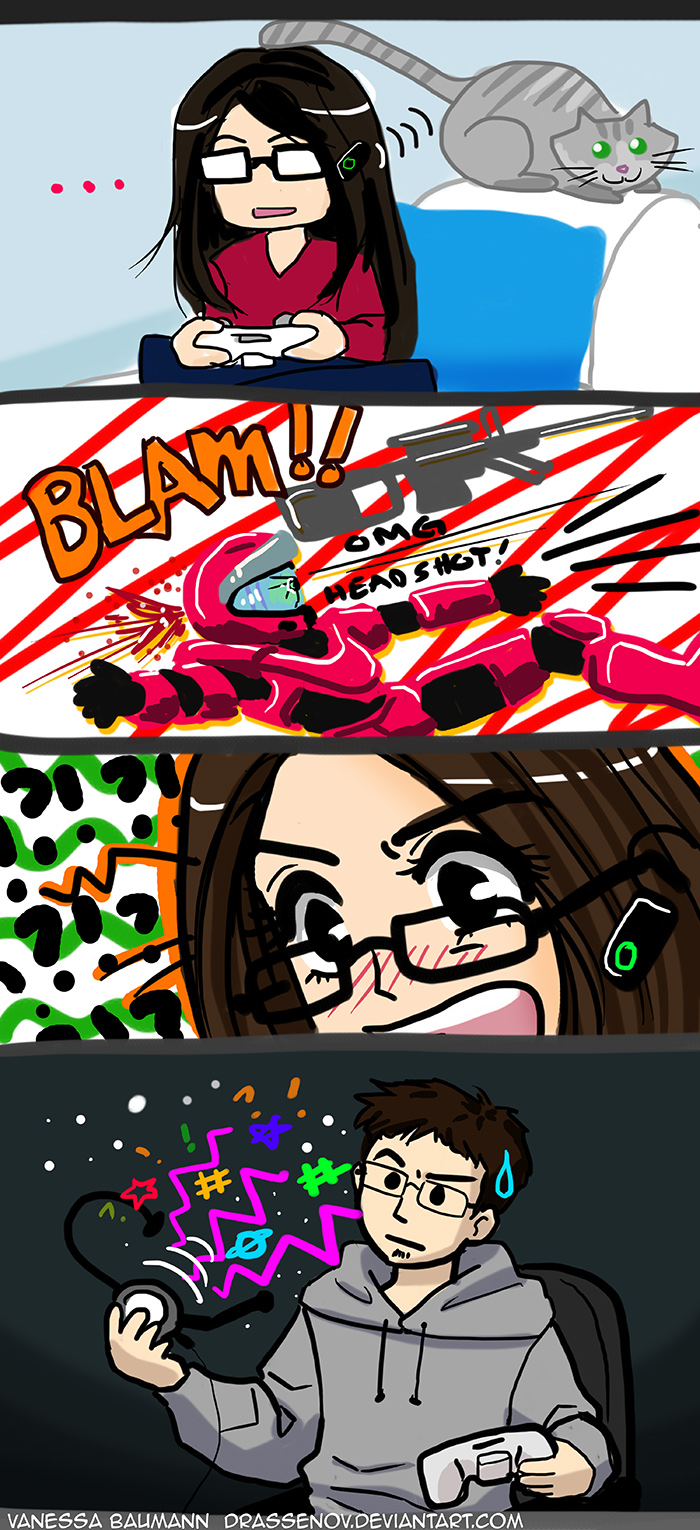 ...
BLAM!!
OMG
HEADSHOT!
VANESSA BAUMANN DRASSENOV.DEVIANTART.COM